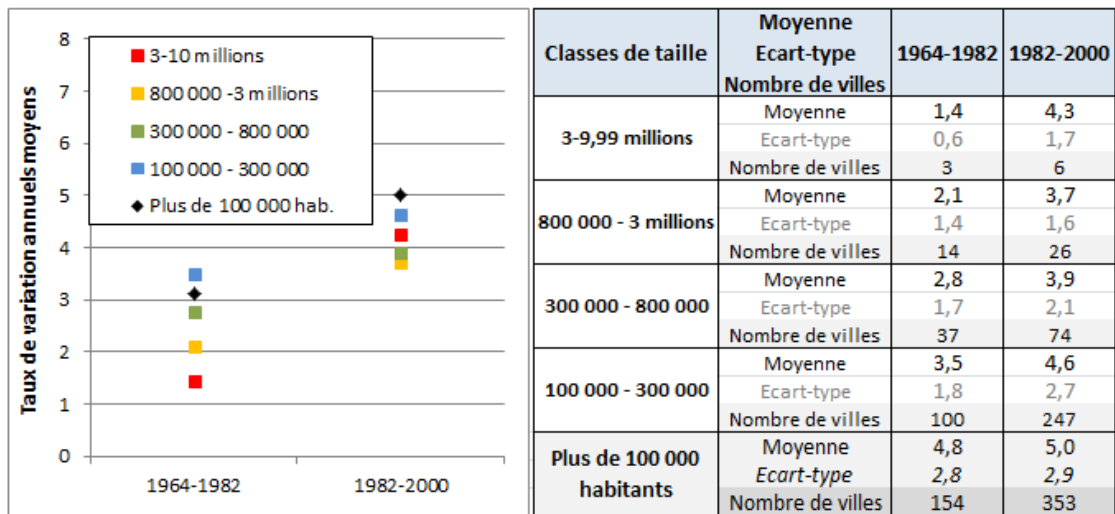 Taux de variation annuels moyens
8
7
6
5
4
3
2
1
0
3-10 millions
800 000 -3 millions
300 000 - 800 000
100 000 - 300 000
Plus de 100 000 hab.
1964-1982 1982-2000
Classes de taille Moyenne Ecart-type Nombre de villes 1964-1982 1982-2000
3-9,99 millions
Moyenne 1,4 4,3
Ecart-type 0,6 1,7
Nombre de villes 3 6
800 000 - 3 millions
Moyenne 2,1 3,7
Ecart-type 1,4 1,6
Nombre de villes 14 26
300 000 - 800 000
Moyenne 2,8 3,9
Ecart-type 1,7 2,1
Nombre de villes 37 74
100 000 - 300 000
Moyenne 3,5 4,6
Ecart-type 1,8 2,7
Nombre de villes 100 247
Plus de 100 000
habitants
Moyenne 4,8 5,0
Ecart-type 2,8 2,9
Nombre de villes 154 353